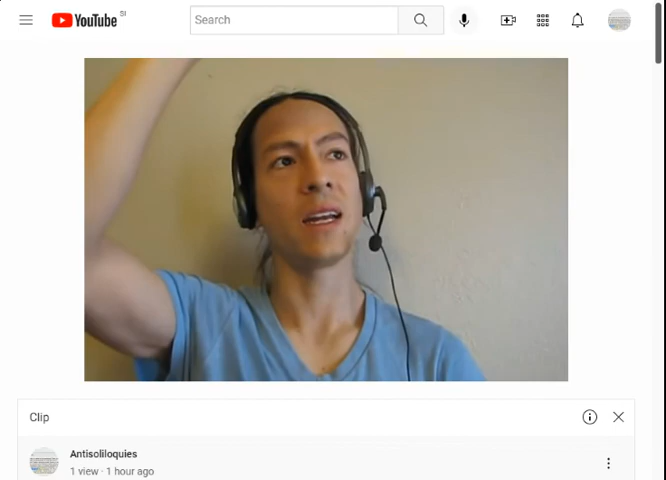 YouTube SI
Search
Clip
Antisoliloquies
1 view · 1 hour ago